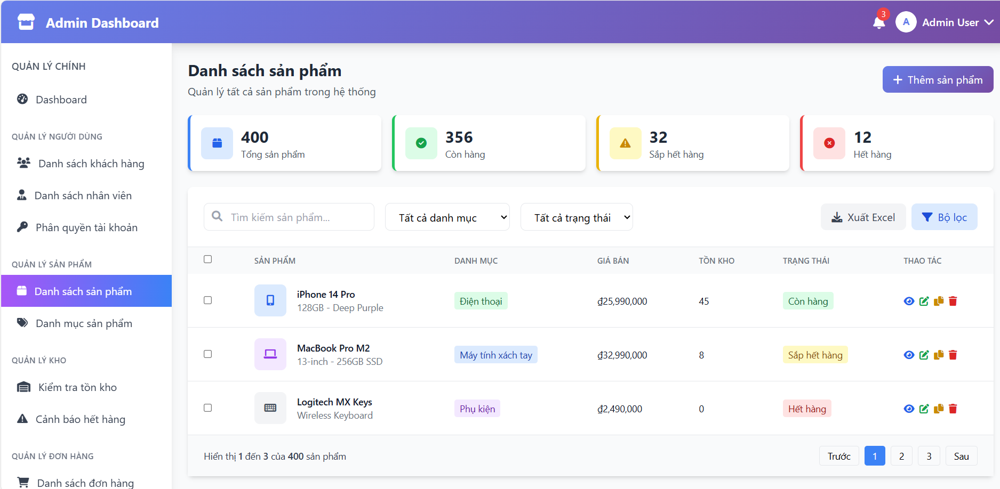 Admin Dashboard
3
A
Admin User
QUẢN LÝ CHÍNH
Dashboard
QUẢN LÝ NGƯỜI DÙNG
Danh sách khách hàng
Danh sách nhân viên
Phân quyền tài khoản
QUẢN LÝ SẢN PHẨM
Danh sách sản phẩm
Danh mục sản phẩm
QUẢN LÝ KHO
Kiểm tra tồn kho
Cảnh báo hết hàng
QUẢN LÝ ĐƠN HÀNG
Danh sách đơn hàng
Danh sách sản phẩm
Quản lý tất cả sản phẩm trong hệ thống
Thêm sản phẩm
400
Tổng sản phẩm
356
Còn hàng
32
Sắp hết hàng
12
Hết hàng
Tìm kiếm sản phẩm...
Tất cả danh mục
Tất cả trạng thái
Xuất Excel
Bộ lọc
SẢN PHẨM DANH MỤC GIÁ BÁN TỒN KHO TRẠNG THÁI THAO TÁC
iPhone 14 Pro
128GB - Deep Purple
Điện thoại
₫25,990,000
45
Còn hàng
MacBook Pro M2
13-inch - 256GB SSD
Máy tính xách tay
₫32,990,000
8
Sắp hết hàng
Logitech MX Keys
Wireless Keyboard
Phụ kiện
₫2,490,000
0
Hết hàng
Hiển thị 1 đến 3 của 400 sản phẩm
Trước 1 2 3 Sau